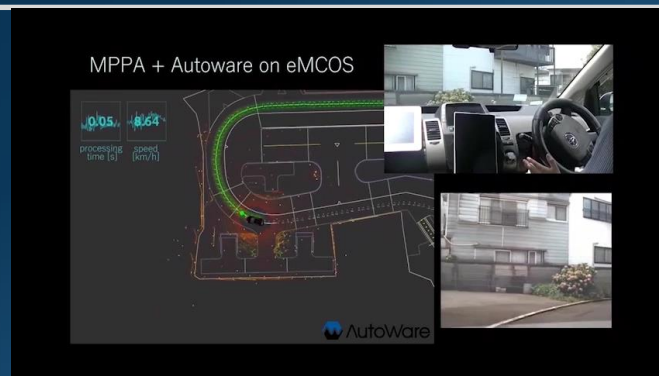 MPPA + Autoware on eMCOS
0.05
8.64
processing
time [s]
speed
[km/h]
AutoWare